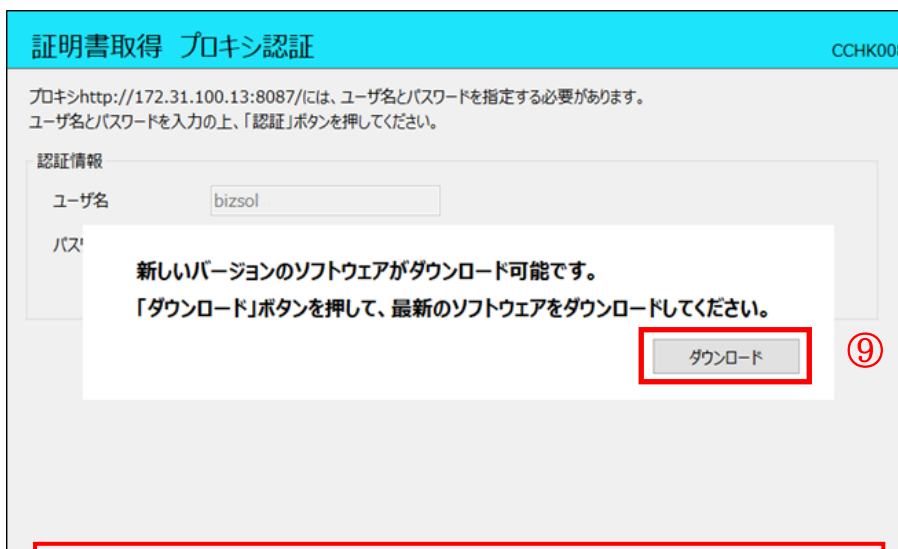 証明書取得 プロキシ認証
CCHK00
プロキシhttp://172.31.100.13:8087/には、ユーザ名とパスワードを指定する必要があります。
ユーザ名とパスワードを入力の上、「認証」ボタンを押してください。
認証情報
ユーザ名
bizsol
パス
新しいバージョンのソフトウェアがダウンロード可能です。
「ダウンロード」ボタンを押して、最新のソフトウェアをダウンロードしてください。
ダウンロード
⑨